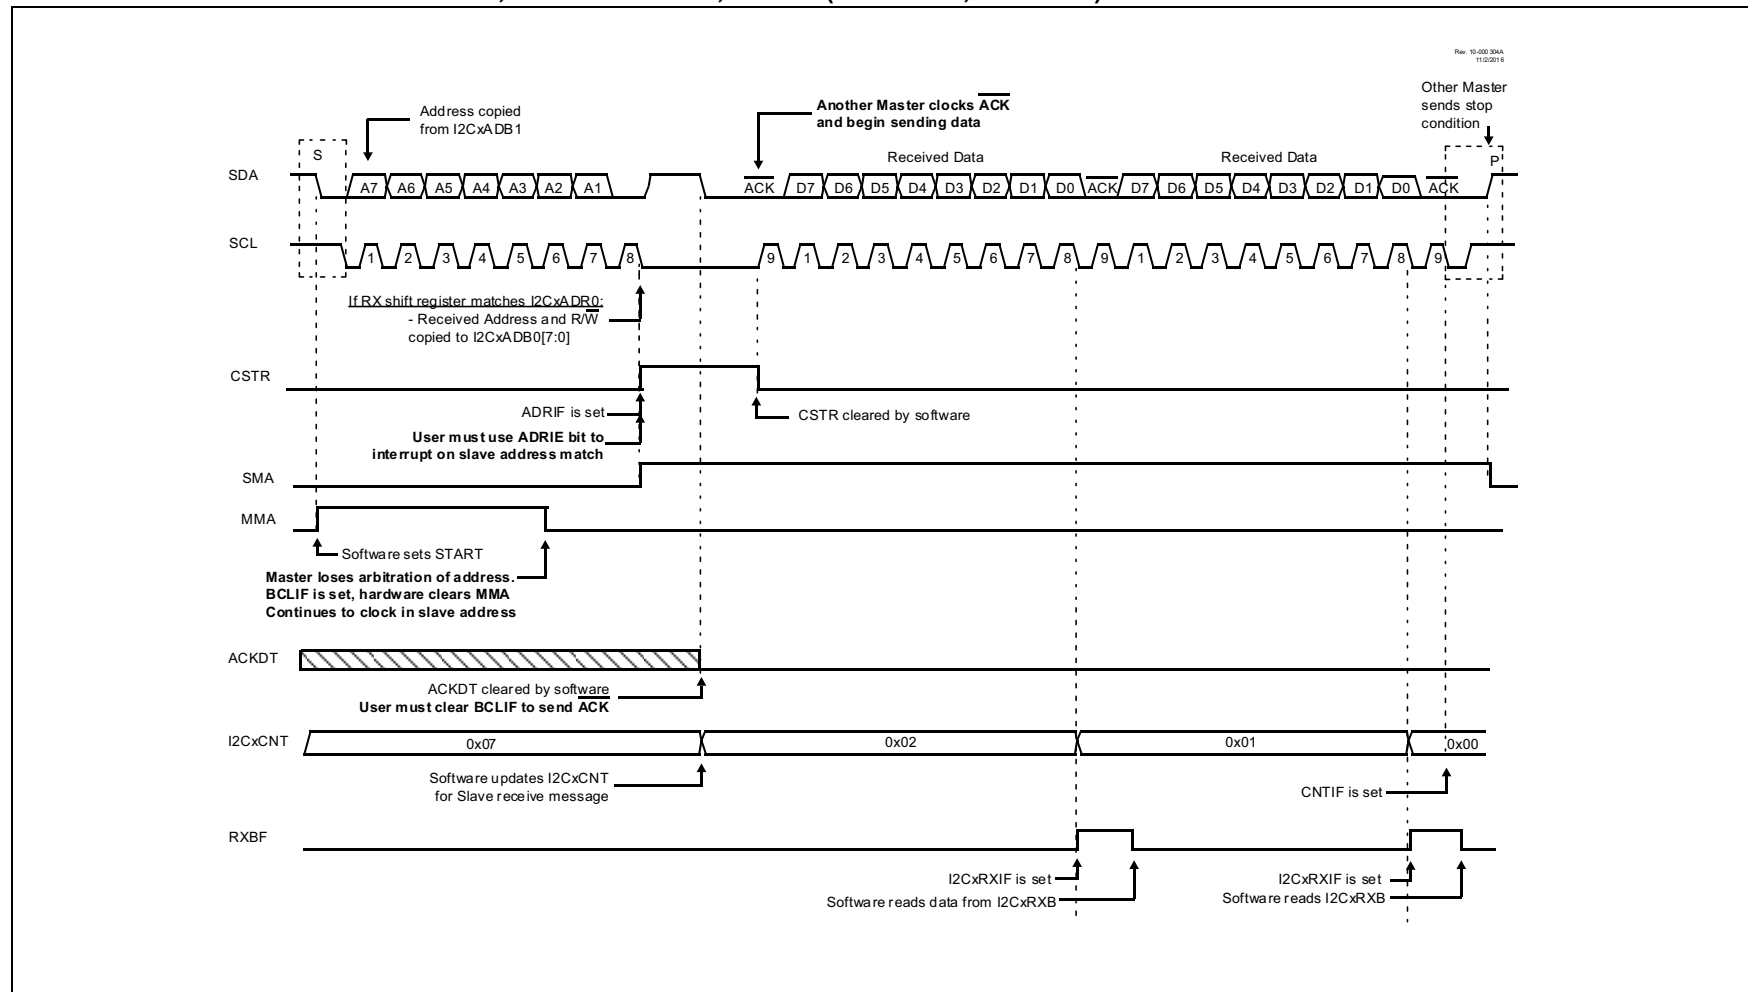 Rev. 10-000 304A
11/2/2016
Other Master
sends stop
condition
Address copied
from I2CxADB1
Another Master clocks ACK
and begin sending data
S
Received Data
Received Data
P
SDA
A7 A6 A5 A4 A3 A2 A1 ACK D7 D6 D5 D4 D3 D2 D1 D0 ACK D7 D6 D5 D4 D3 D2 D1 D0 ACK
SCL
1 2 3 4 5 6 7 8 9 1 2 3 4 5 6 7 8 9 1 2 3 4 5 6 7 8 9
If RX shift register matches I2CxADR0:
- Received Address and R/W
copied to I2CxADB0[7:0]
CSTR
ADRIF is set
CSTR cleared by software
User must use ADRIE bit to
interrupt on slave address match
SMA
MMA
Software sets START
Master loses arbitration of address.
BCLIF is set, hardware clears MMA
Continues to clock in slave address
ACKDT
ACKDT cleared by software
User must clear BCLIF to send ACK
I2CxCNT
0x07 0x02 0x01 0x00
Software updates I2CxCNT
for Slave receive message
CNTIF is set
RXBF
I2CxRXIF is set
Software reads data from I2CxRXB
I2CxRXIF is set
Software reads I2CxRXB